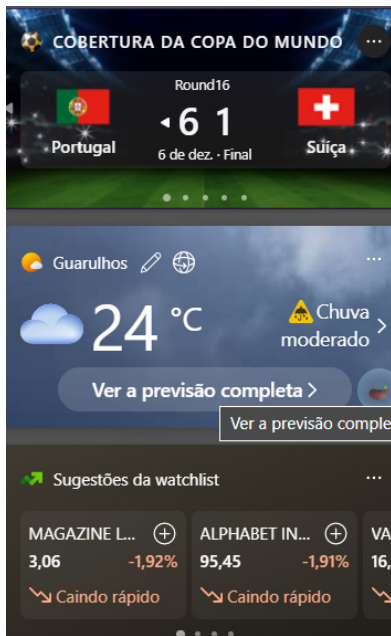 COBERTURA DA COPA DO MUNDO
Round16
6 1
Portugal
Suíça
6 de dez. · Final
Guarulhos
24 °C
Chuva
moderado
Ver a previsão completa
Ver a previsão comple
Sugestões da watchlist
MAGAZINE L... ALPHABET IN... VA
3,06 -1,92% 95,45 -1,91% 16,
Caindo rápido Caindo rápido